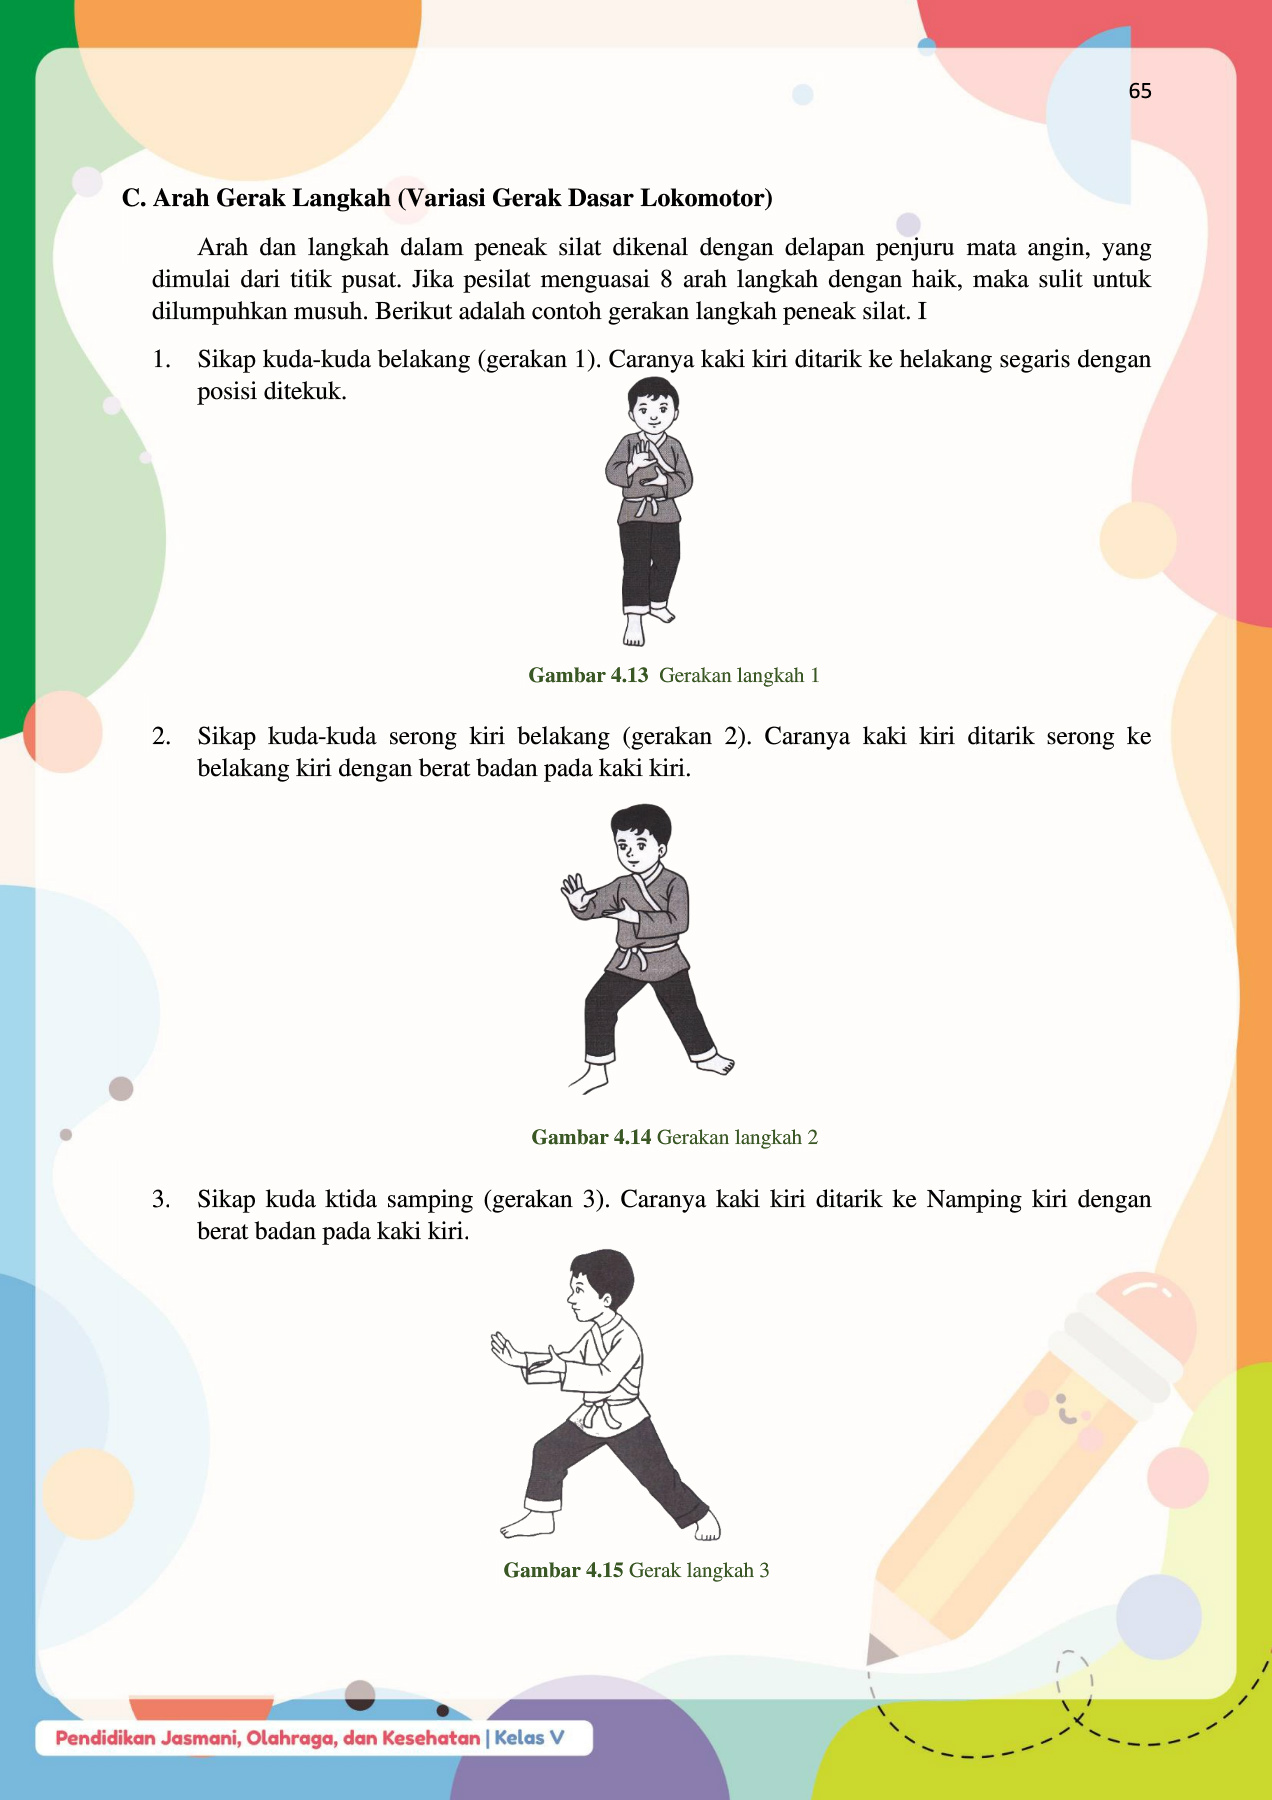 65
C. Arah Gerak Langkah (Variasi Gerak Dasar Lokomotor)
Arah dan langkah dalam peneak silat dikenal dengan delapan penjuru mata angin, yang
dimulai dari titik pusat. Jika pesilat menguasai 8 arah langkah dengan haik, maka sulit untuk
dilumpuhkan musuh. Berikut adalah contoh gerakan langkah peneak silat. I
1. Sikap kuda-kuda belakang (gerakan 1). Caranya kaki kiri ditarik ke helakang segaris dengan
posisi ditekuk.
Gambar 4.13 Gerakan langkah 1
2. Sikap kuda-kuda serong kiri belakang (gerakan 2). Caranya kaki kiri ditarik serong ke
belakang kiri dengan berat badan pada kaki kiri.
Gambar 4.14 Gerakan langkah 2
3. Sikap kuda ktida samping (gerakan 3). Caranya kaki kiri ditarik ke Namping kiri dengan
berat badan pada kaki kiri.
Gambar 4.15 Gerak langkah 3
Pendidikan Jasmani, Olahraga, dan Kesehatan | Kelas V